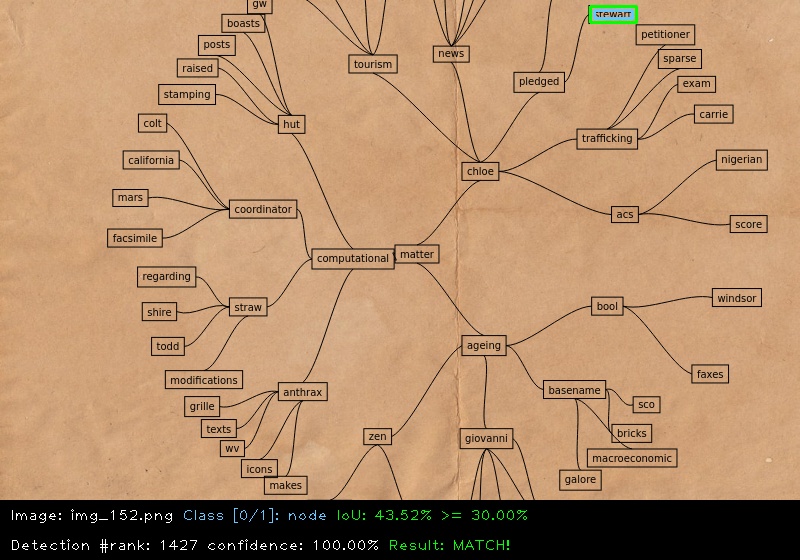 gw
stewart
boasts
petitioner
posts
news
sparse
raised
tourism
pledged
exam
stamping
carrie
colt
hut
trafficking
california
nigerian
chloe
mars
coordinator
acs
score
facsimile
computational
matter
regarding
windsor
shire
straw
bool
todd
ageing
faxes
modifications
anthrax
basename
grille
sco
texts
zen
giovanni
bricks
wv
macroeconomic
icons
galore
makes
Image: img_152.png Class [0/1]: node IoU: 43.52% >= 30.00%
Detection #rank: 1427 confidence: 100.00% Result: MATCH!